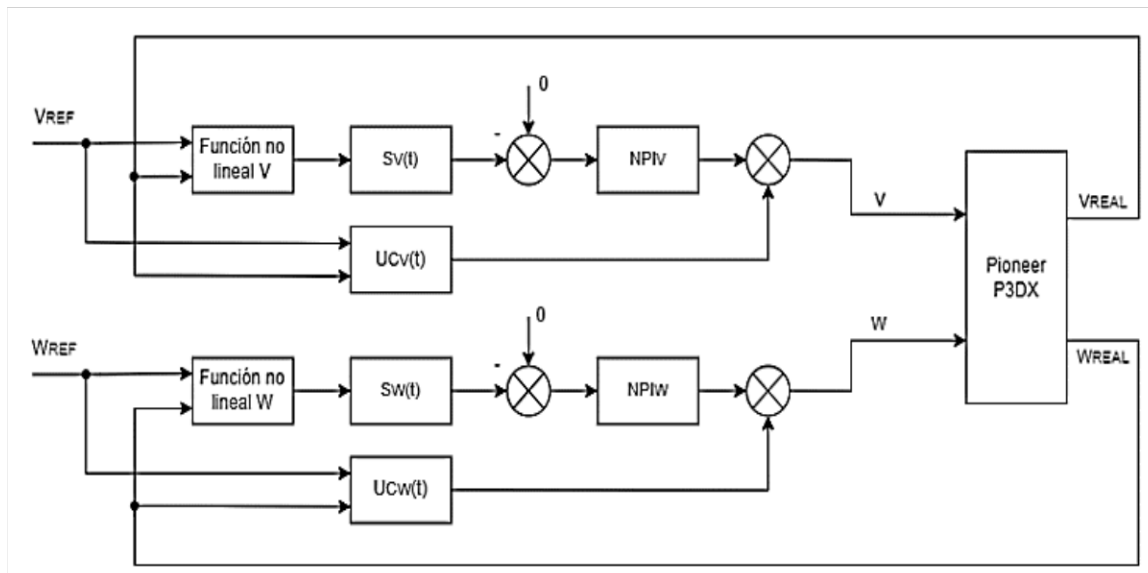 0
VREF
Función no
lineal V
SV(t)
-
NPIV
UCV(t)
V
VREAL
Pioneer
P3DX
0
W
WREF
WREAL
Función no
lineal W
SW(t)
-
NPIW
UCW(t)